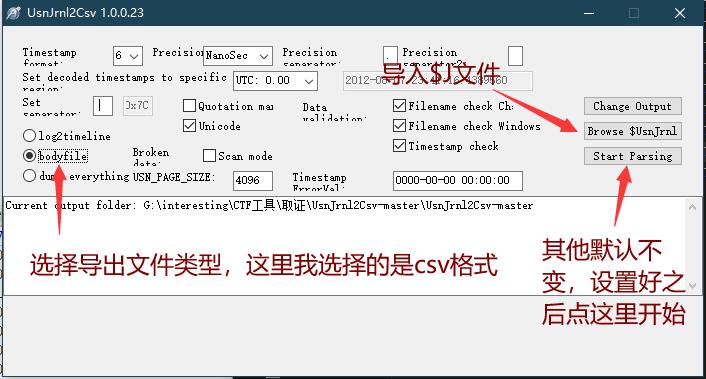 UsnJrnl2Csv 1.0.0.23
Timestamp format: 6 Precision NanoSec Precision separator: . Precision separator2:
Set decoded timestamps to specific region: UTC: 0.00
导入$J文件
Set separator: | 0x7C Quotation mar Data validation: Filename check Ch: Change Output
Unicode Filename check Windows Browse $UsnJrnl
log2timeline Timestamp check
bodyfile Broken data: Scan mode Start Parsing
dump everything USN_PAGE_SIZE: 4096 Timestamp ErrorVal: 0000-00-00 00:00:00
Current output folder: G:\interesting\CTF工具\取证\UsnJrnl2Csv-master\UsnJrnl2Csv-master
选择导出文件类型，这里我选择的是csv格式
其他默认不
变，设置好之
后点这里开始